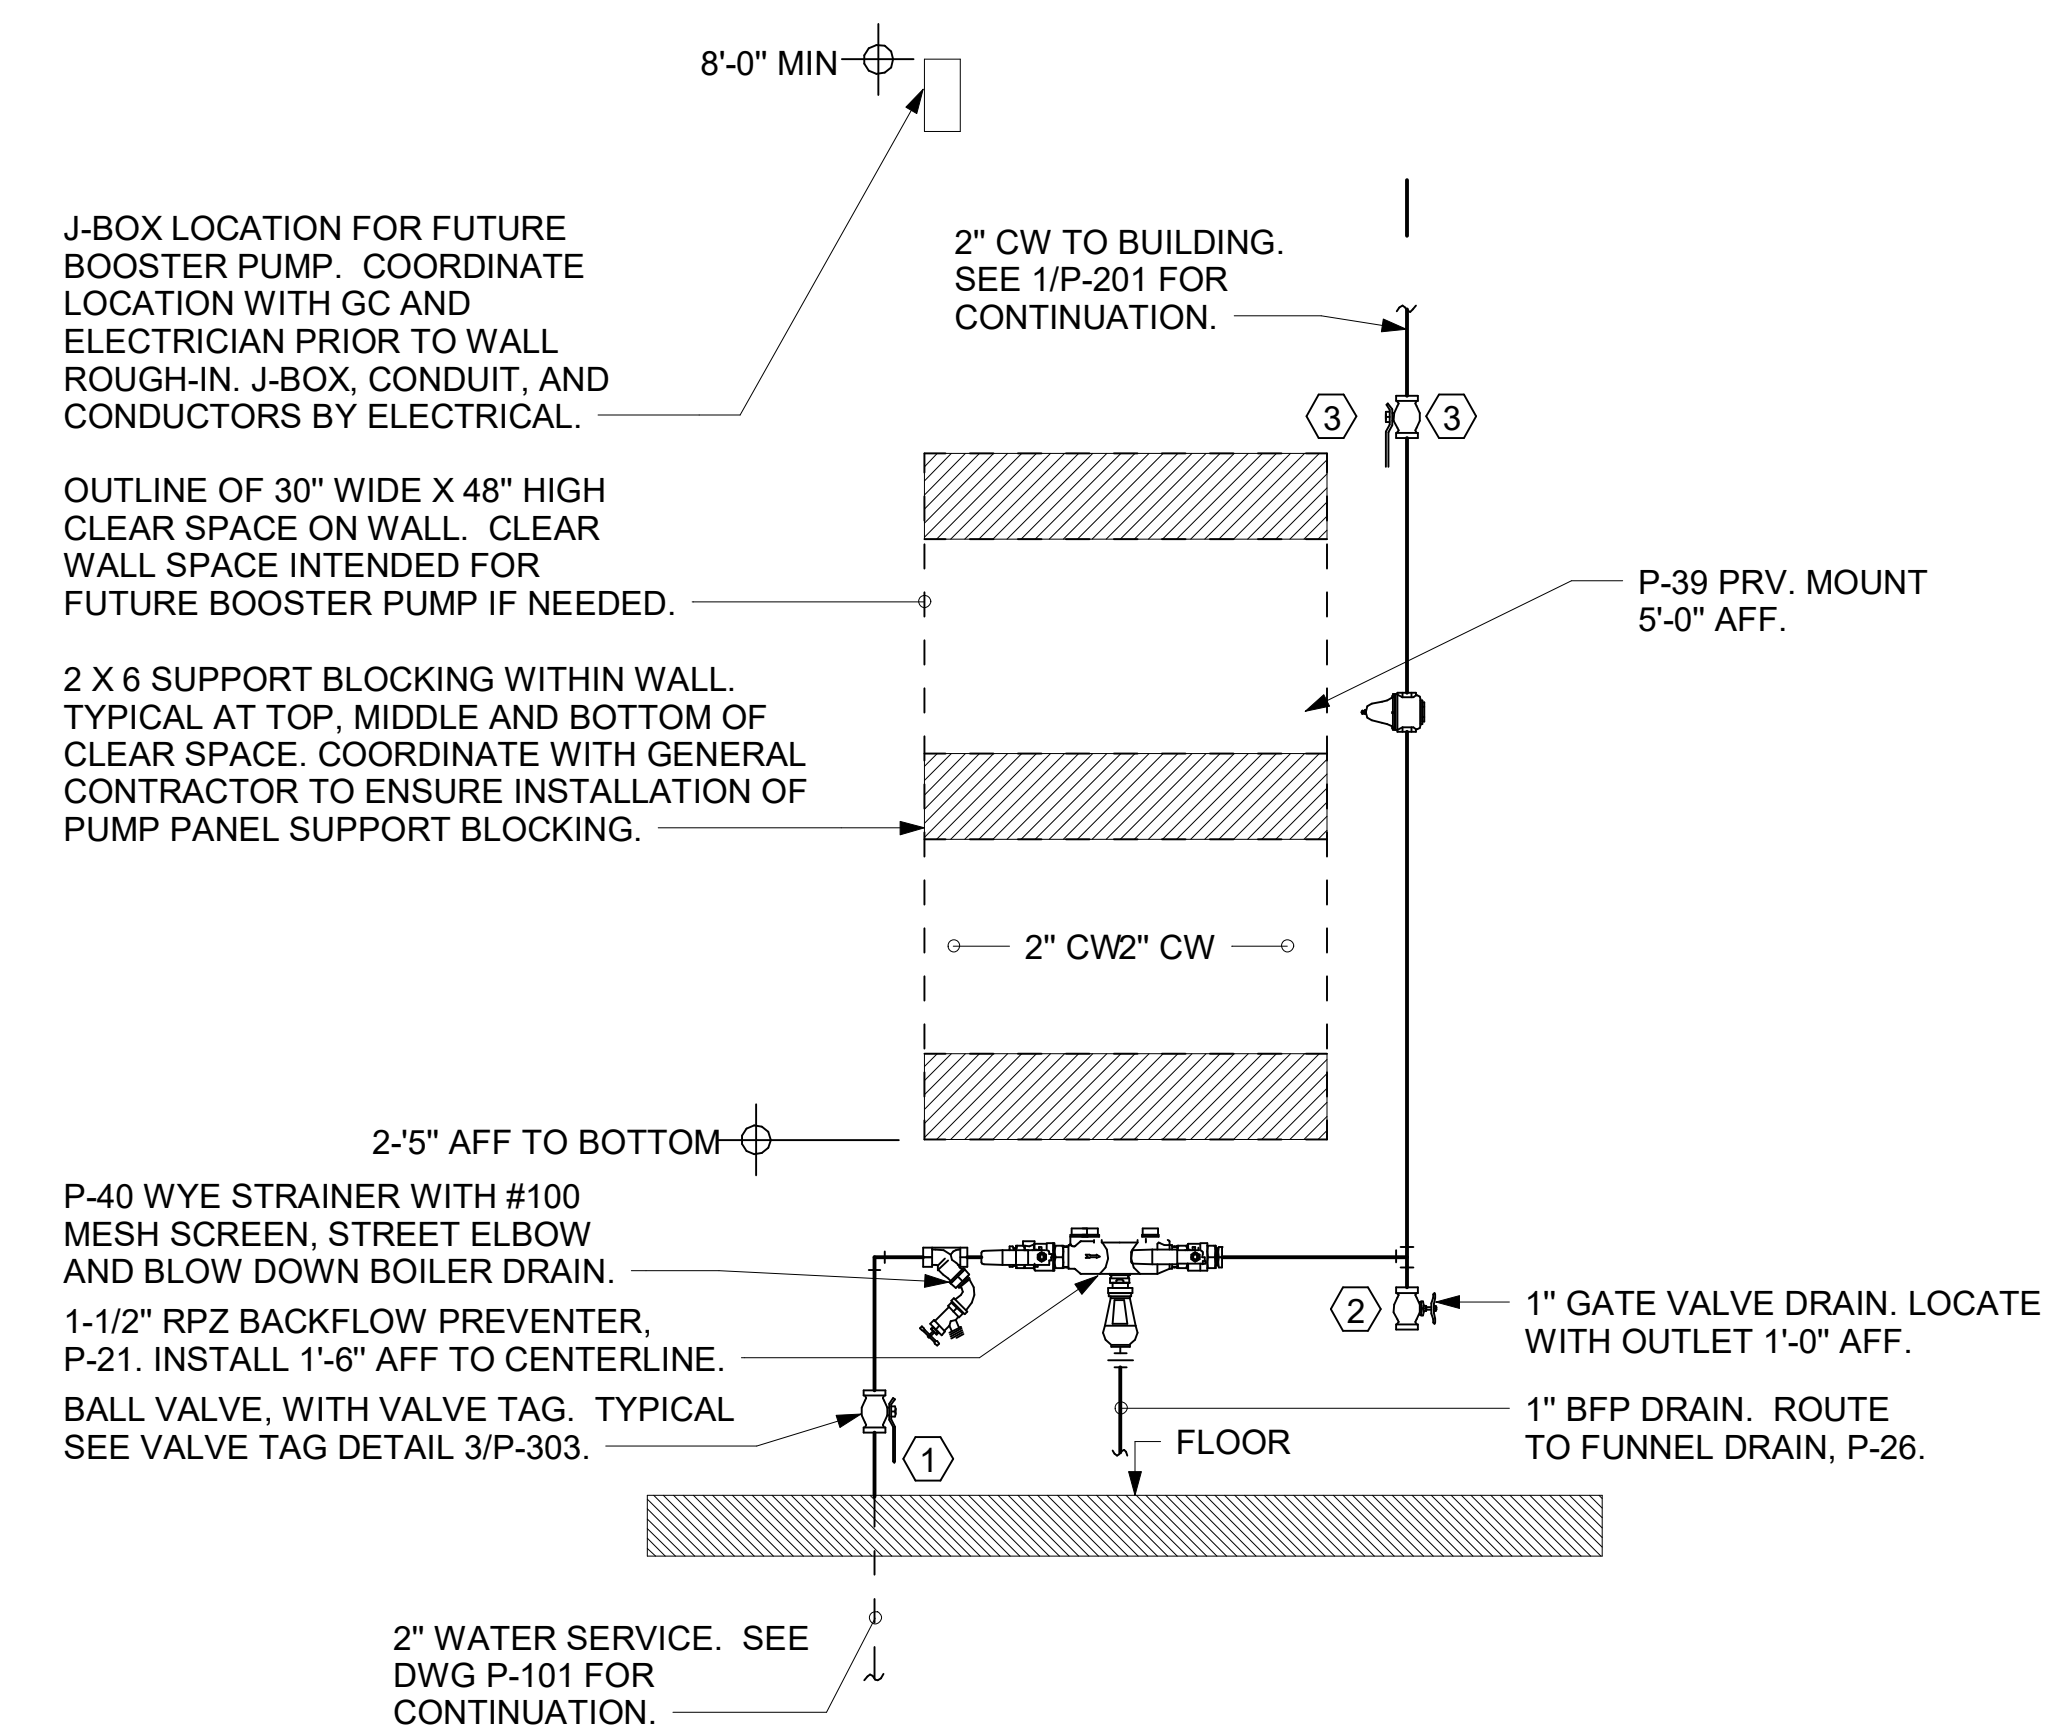 8'-0" MIN
J-BOX LOCATION FOR FUTURE
BOOSTER PUMP. COORDINATE
LOCATION WITH GC AND
ELECTRICIAN PRIOR TO WALL
ROUGH-IN. J-BOX, CONDUIT, AND
CONDUCTORS BY ELECTRICAL.
2" CW TO BUILDING.
SEE 1/P-201 FOR
CONTINUATION.
3
3
OUTLINE OF 30" WIDE X 48" HIGH
CLEAR SPACE ON WALL. CLEAR
WALL SPACE INTENDED FOR
FUTURE BOOSTER PUMP IF NEEDED.
P-39 PRV. MOUNT
5'-0" AFF.
2 X 6 SUPPORT BLOCKING WITHIN WALL.
TYPICAL AT TOP, MIDDLE AND BOTTOM OF
CLEAR SPACE. COORDINATE WITH GENERAL
CONTRACTOR TO ENSURE INSTALLATION OF
PUMP PANEL SUPPORT BLOCKING.
2" CW2" CW
2-'5" AFF TO BOTTOM
P-40 WYE STRAINER WITH #100
MESH SCREEN, STREET ELBOW
AND BLOW DOWN BOILER DRAIN.
1-1/2" RPZ BACKFLOW PREVENTER,
P-21. INSTALL 1'-6" AFF TO CENTERLINE.
2
1" GATE VALVE DRAIN. LOCATE
WITH OUTLET 1'-0" AFF.
BALL VALVE, WITH VALVE TAG. TYPICAL
SEE VALVE TAG DETAIL 3/P-303.
1
FLOOR
1" BFP DRAIN. ROUTE
TO FUNNEL DRAIN, P-26.
2" WATER SERVICE. SEE
DWG P-101 FOR
CONTINUATION.